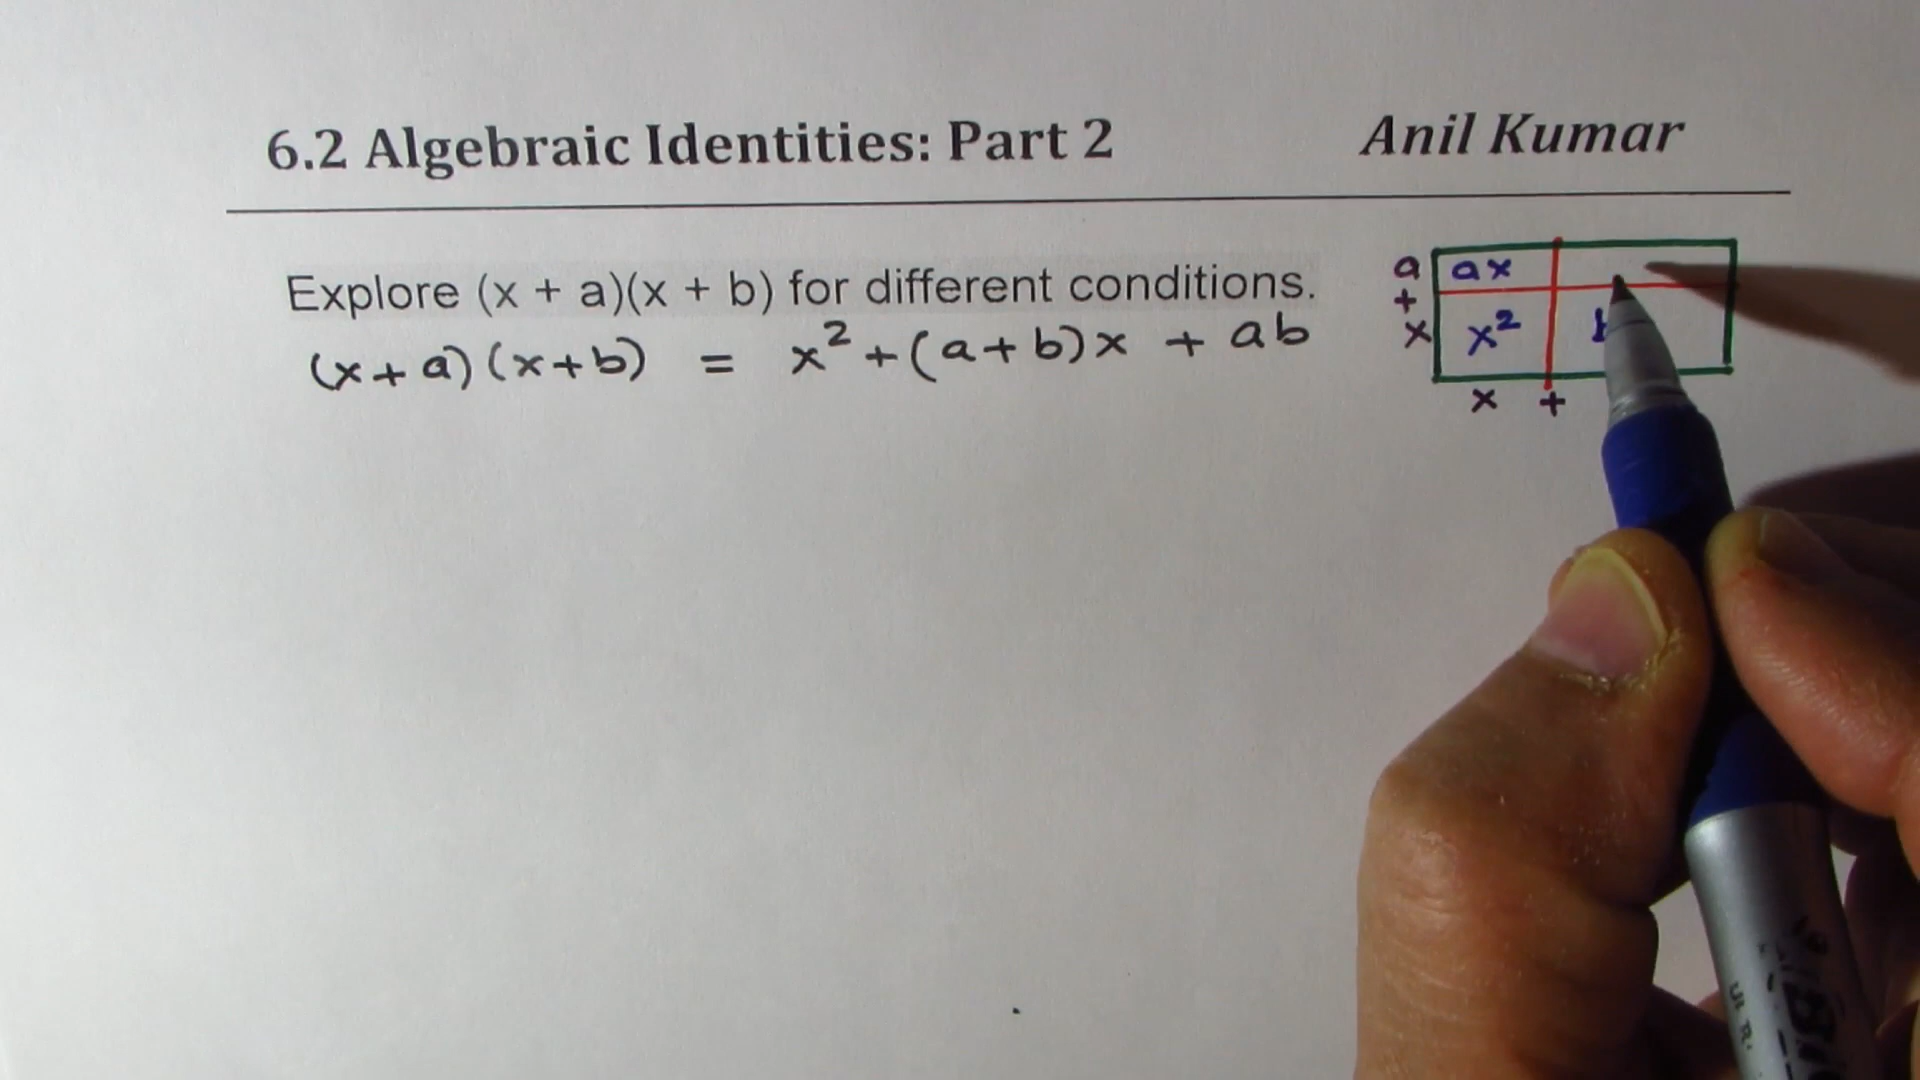 6.2 Algebraic Identities: Part 2 Anil Kumar
Explore (x + a)(x + b) for different conditions.
(x+a)(x+b) = x²+(a+b)x + ab
a ax
+
x x²
x +